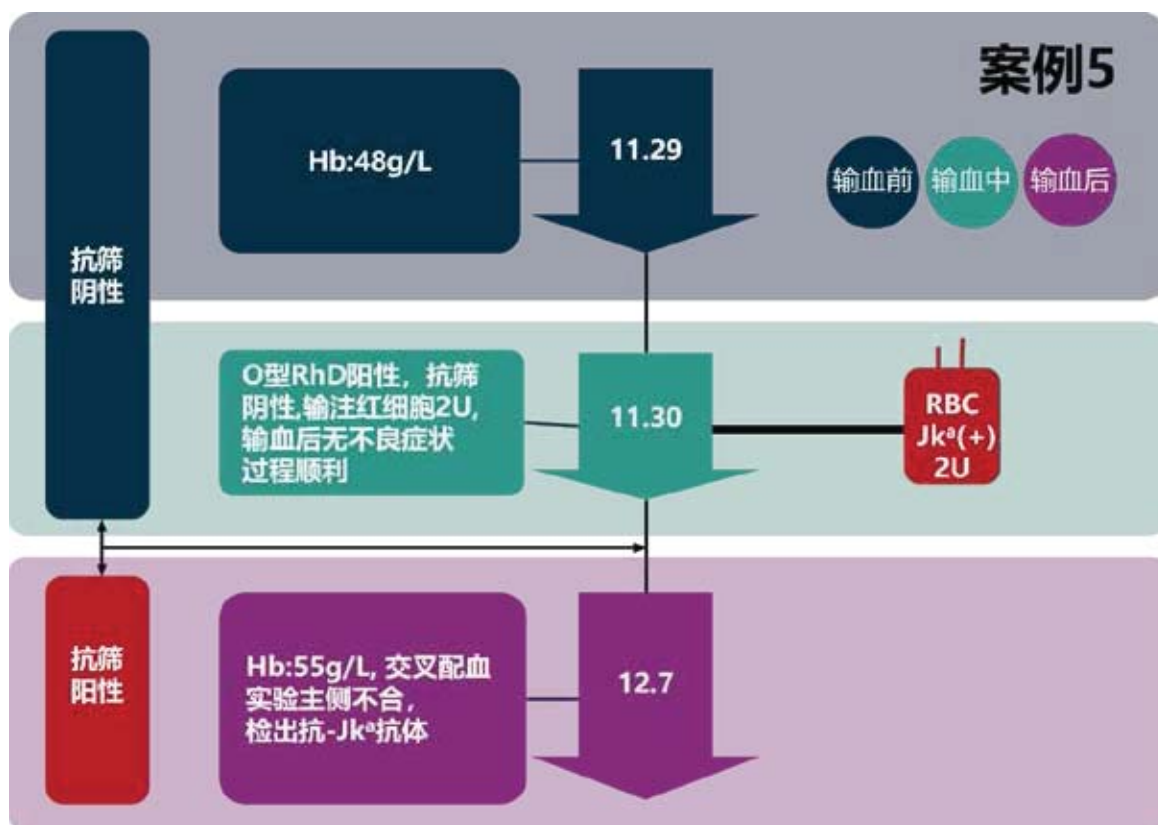 案例5
输血前 输血中 输血后
抗筛
阴性
Hb:48g/L
11.29
O型RhD阳性，抗筛
阴性,输注红细胞2U,
输血后无不良症状
过程顺利
11.30
RBC
Jkᵃ(+)
2U
抗筛
阳性
Hb:55g/L, 交叉配血
实验主侧不合，
检出抗-Jkᵃ抗体
12.7